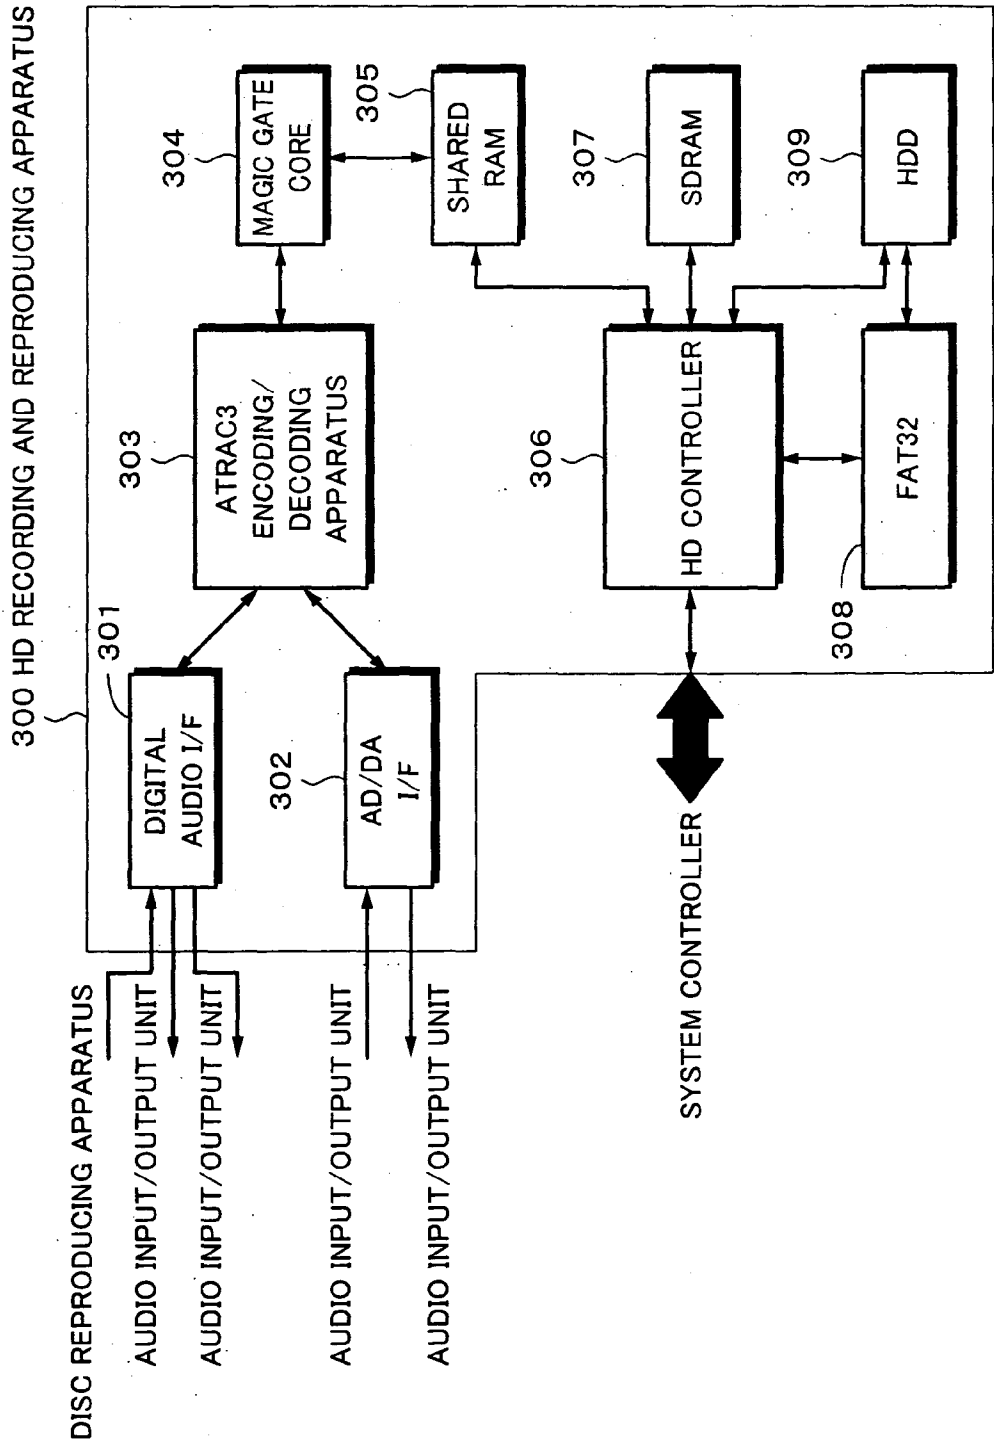 300 HD RECORDING AND REPRODUCING APPARATUS
DISC REPRODUCING APPARATUS
AUDIO INPUT/OUTPUT UNIT
AUDIO INPUT/OUTPUT UNIT
AUDIO INPUT/OUTPUT UNIT
AUDIO INPUT/OUTPUT UNIT
301
DIGITAL
AUDIO I/F
302
AD/DA
I/F
303
ATRAC3
ENCODING/
DECODING
APPARATUS
304
MAGIC GATE
CORE
305
SHARED
RAM
SYSTEM CONTROLLER
306
HD CONTROLLER
307
SDRAM
308
FAT32
309
HDD